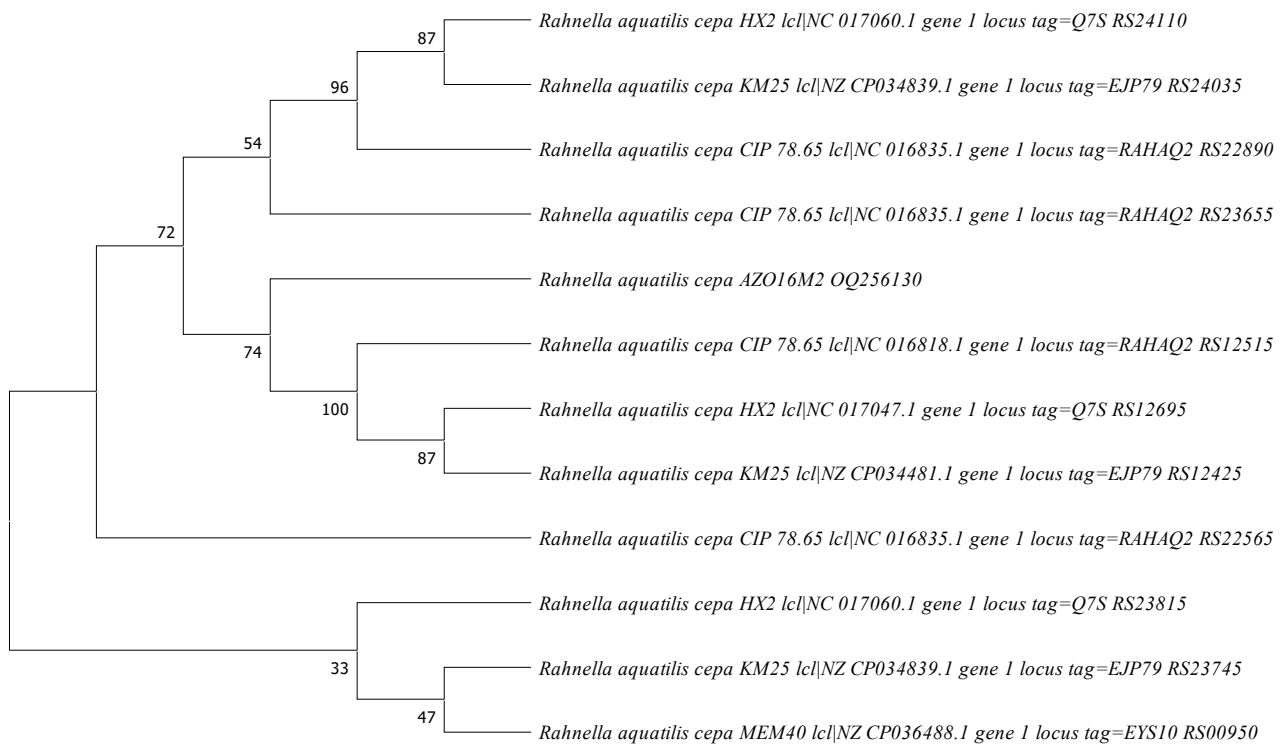 Rahnella aquatilis cepa HX2 lcl|NC 017060.1 gene 1 locus tag=Q7S RS24110
87
Rahnella aquatilis cepa KM25 lcl|NZ CP034839.1 gene 1 locus tag=EJP79 RS24035
96
54
Rahnella aquatilis cepa CIP 78.65 lcl|NC 016835.1 gene 1 locus tag=RAHAQ2 RS22890
Rahnella aquatilis cepa CIP 78.65 lcl|NC 016835.1 gene 1 locus tag=RAHAQ2 RS23655
72
Rahnella aquatilis cepa AZO16M2 OQ256130
74
Rahnella aquatilis cepa CIP 78.65 lcl|NC 016818.1 gene 1 locus tag=RAHAQ2 RS12515
100
Rahnella aquatilis cepa HX2 lcl|NC 017047.1 gene 1 locus tag=Q7S RS12695
87
Rahnella aquatilis cepa KM25 lcl|NZ CP034481.1 gene 1 locus tag=EJP79 RS12425
Rahnella aquatilis cepa CIP 78.65 lcl|NC 016835.1 gene 1 locus tag=RAHAQ2 RS22565
Rahnella aquatilis cepa HX2 lcl|NC 017060.1 gene 1 locus tag=Q7S RS23815
33
Rahnella aquatilis cepa KM25 lcl|NZ CP034839.1 gene 1 locus tag=EJP79 RS23745
47
Rahnella aquatilis cepa MEM40 lcl|NZ CP036488.1 gene 1 locus tag=EYS10 RS00950